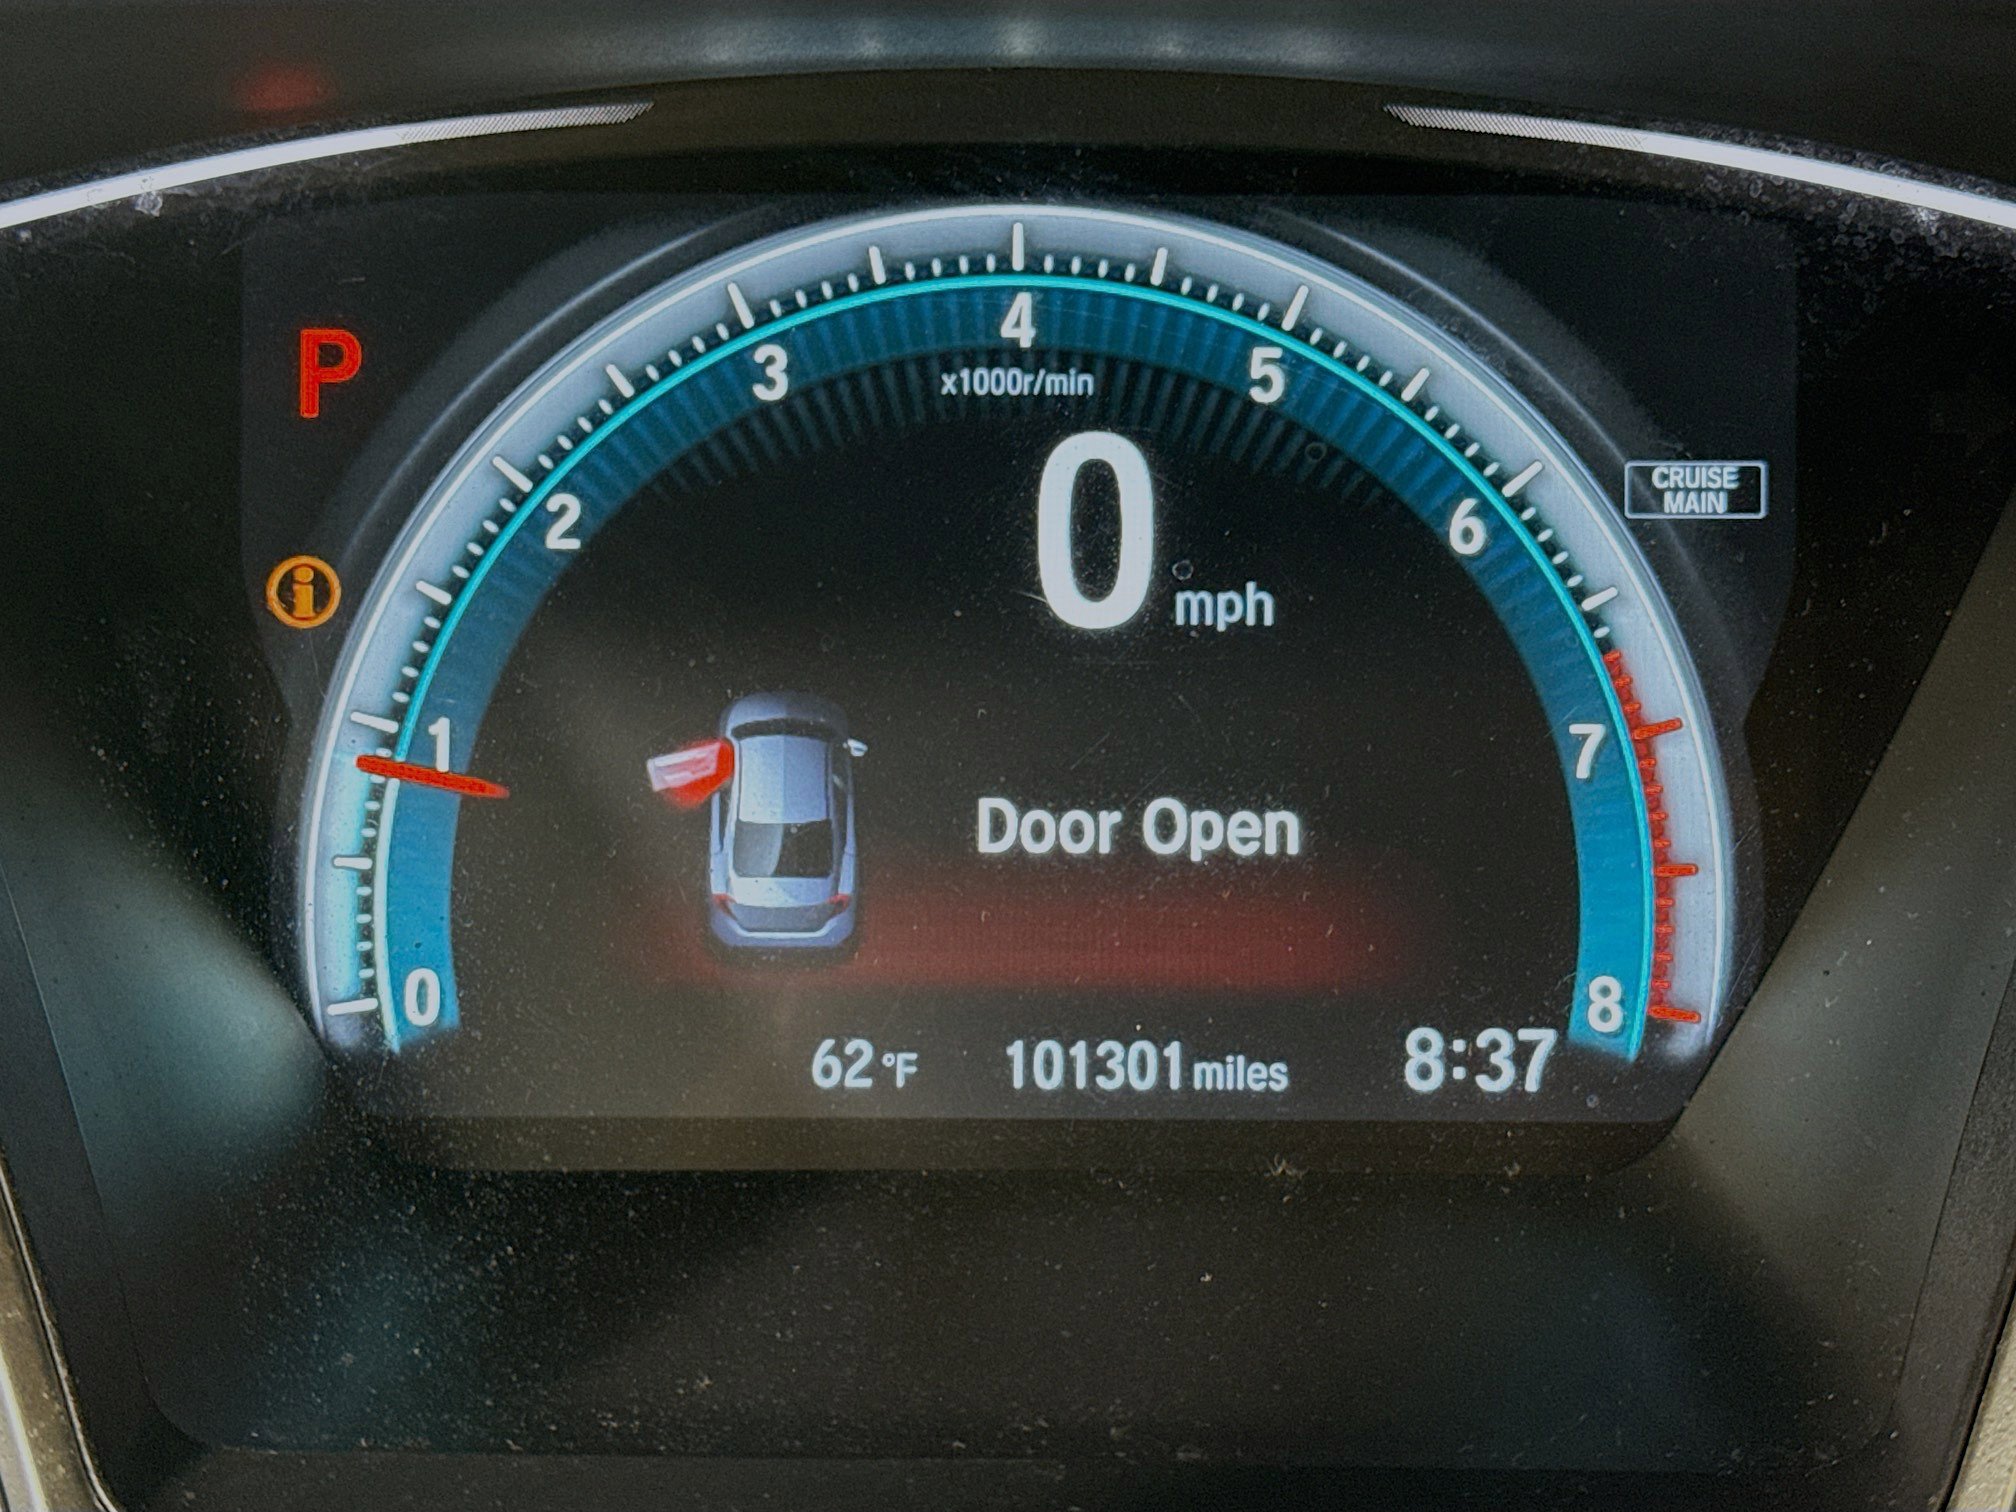 4
3
5
x1000r/min
P
0 mph
CRUISE
MAIN
2
6
i
1
7
Door Open
0
8
62°F 101301 miles 8:37